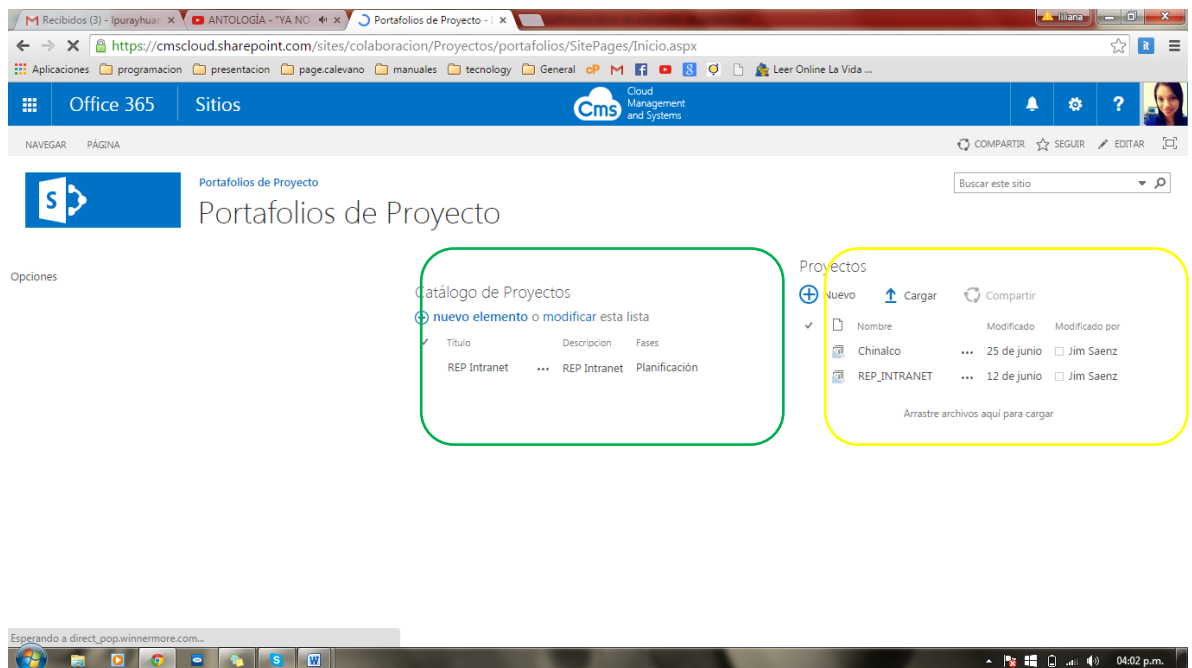 Recibidos (3) - lpurayhuar
ANTOLOGÍA - "YA NO
Portafolios de Proyecto - I
Iliana
https://cmscloud.sharepoint.com/sites/colaboracion/Proyectos/portafolios/SitePages/Inicio.aspx
Aplicaciones programacion presentacion page.calevano manuales tecnology General cP Leer Online La Vida ...
Office 365 Sitios
Cms Cloud
Management
and Systems
?
NAVEGAR PÁGINA COMPARTIR SEGUIR EDITAR
S
Portafolios de Proyecto
Portafolios de Proyecto
Buscar este sitio
Opciones
Catálogo de Proyectos
nuevo elemento o modificar esta lista
Título Descripcion Fases
REP Intranet ... REP Intranet Planificación
Proyectos
Nuevo Cargar Compartir
Nombre Modificado Modificado por
Chinalco ... 25 de junio Jim Saenz
REP_INTRANET ... 12 de junio Jim Saenz
Arrastre archivos aquí para cargar
Esperando a direct_pop.winnermore.com...
04:02 p.m.